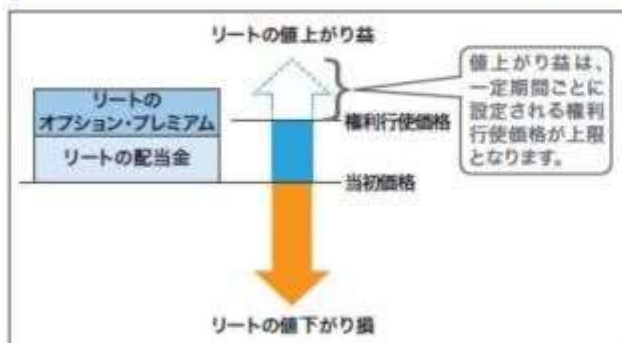 リートの値上がり益
リートの
オプション・プレミアム
リートの配当金
権利行使価格
当初価格
値上がり益は、
一定期間ごとに
設定される権利
行使価格が上限
となります。
リートの値下がり損